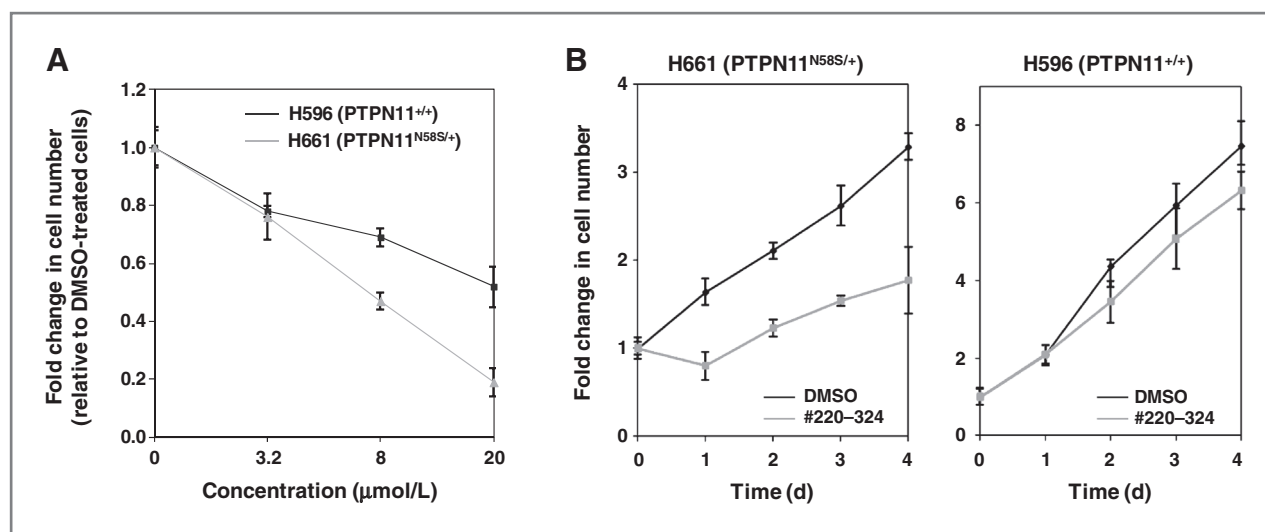 A
Fold change in cell number
(relative to DMSO-treated cells)
1.2
1.0
0.8
0.6
0.4
0.2
0.0
H596 (PTPN11+/+)
H661 (PTPN11N58S/+)
0
3.2
8
20
Concentration (μmol/L)
B
H661 (PTPN11N58S/+)
Fold change in cell number
4
3
2
1
0
DMSO
#220–324
0
1
2
3
4
Time (d)
H596 (PTPN11+/+)
8
6
4
2
0
DMSO
#220–324
0
1
2
3
4
Time (d)